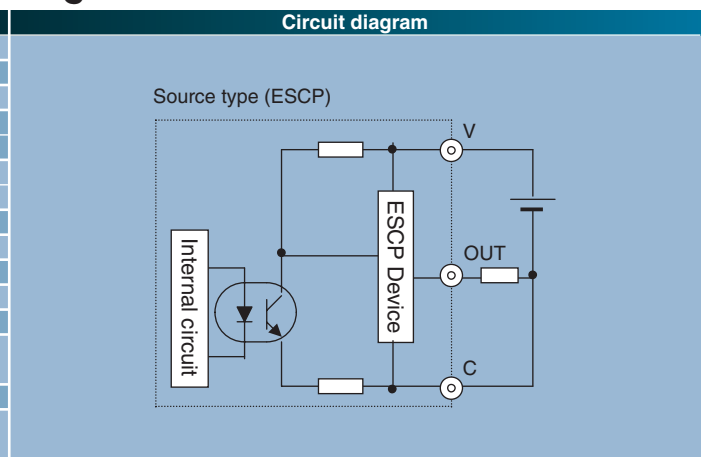 Circuit diagram
Source type (ESCP)
V
ESCP Device
Internal circuit
OUT
C